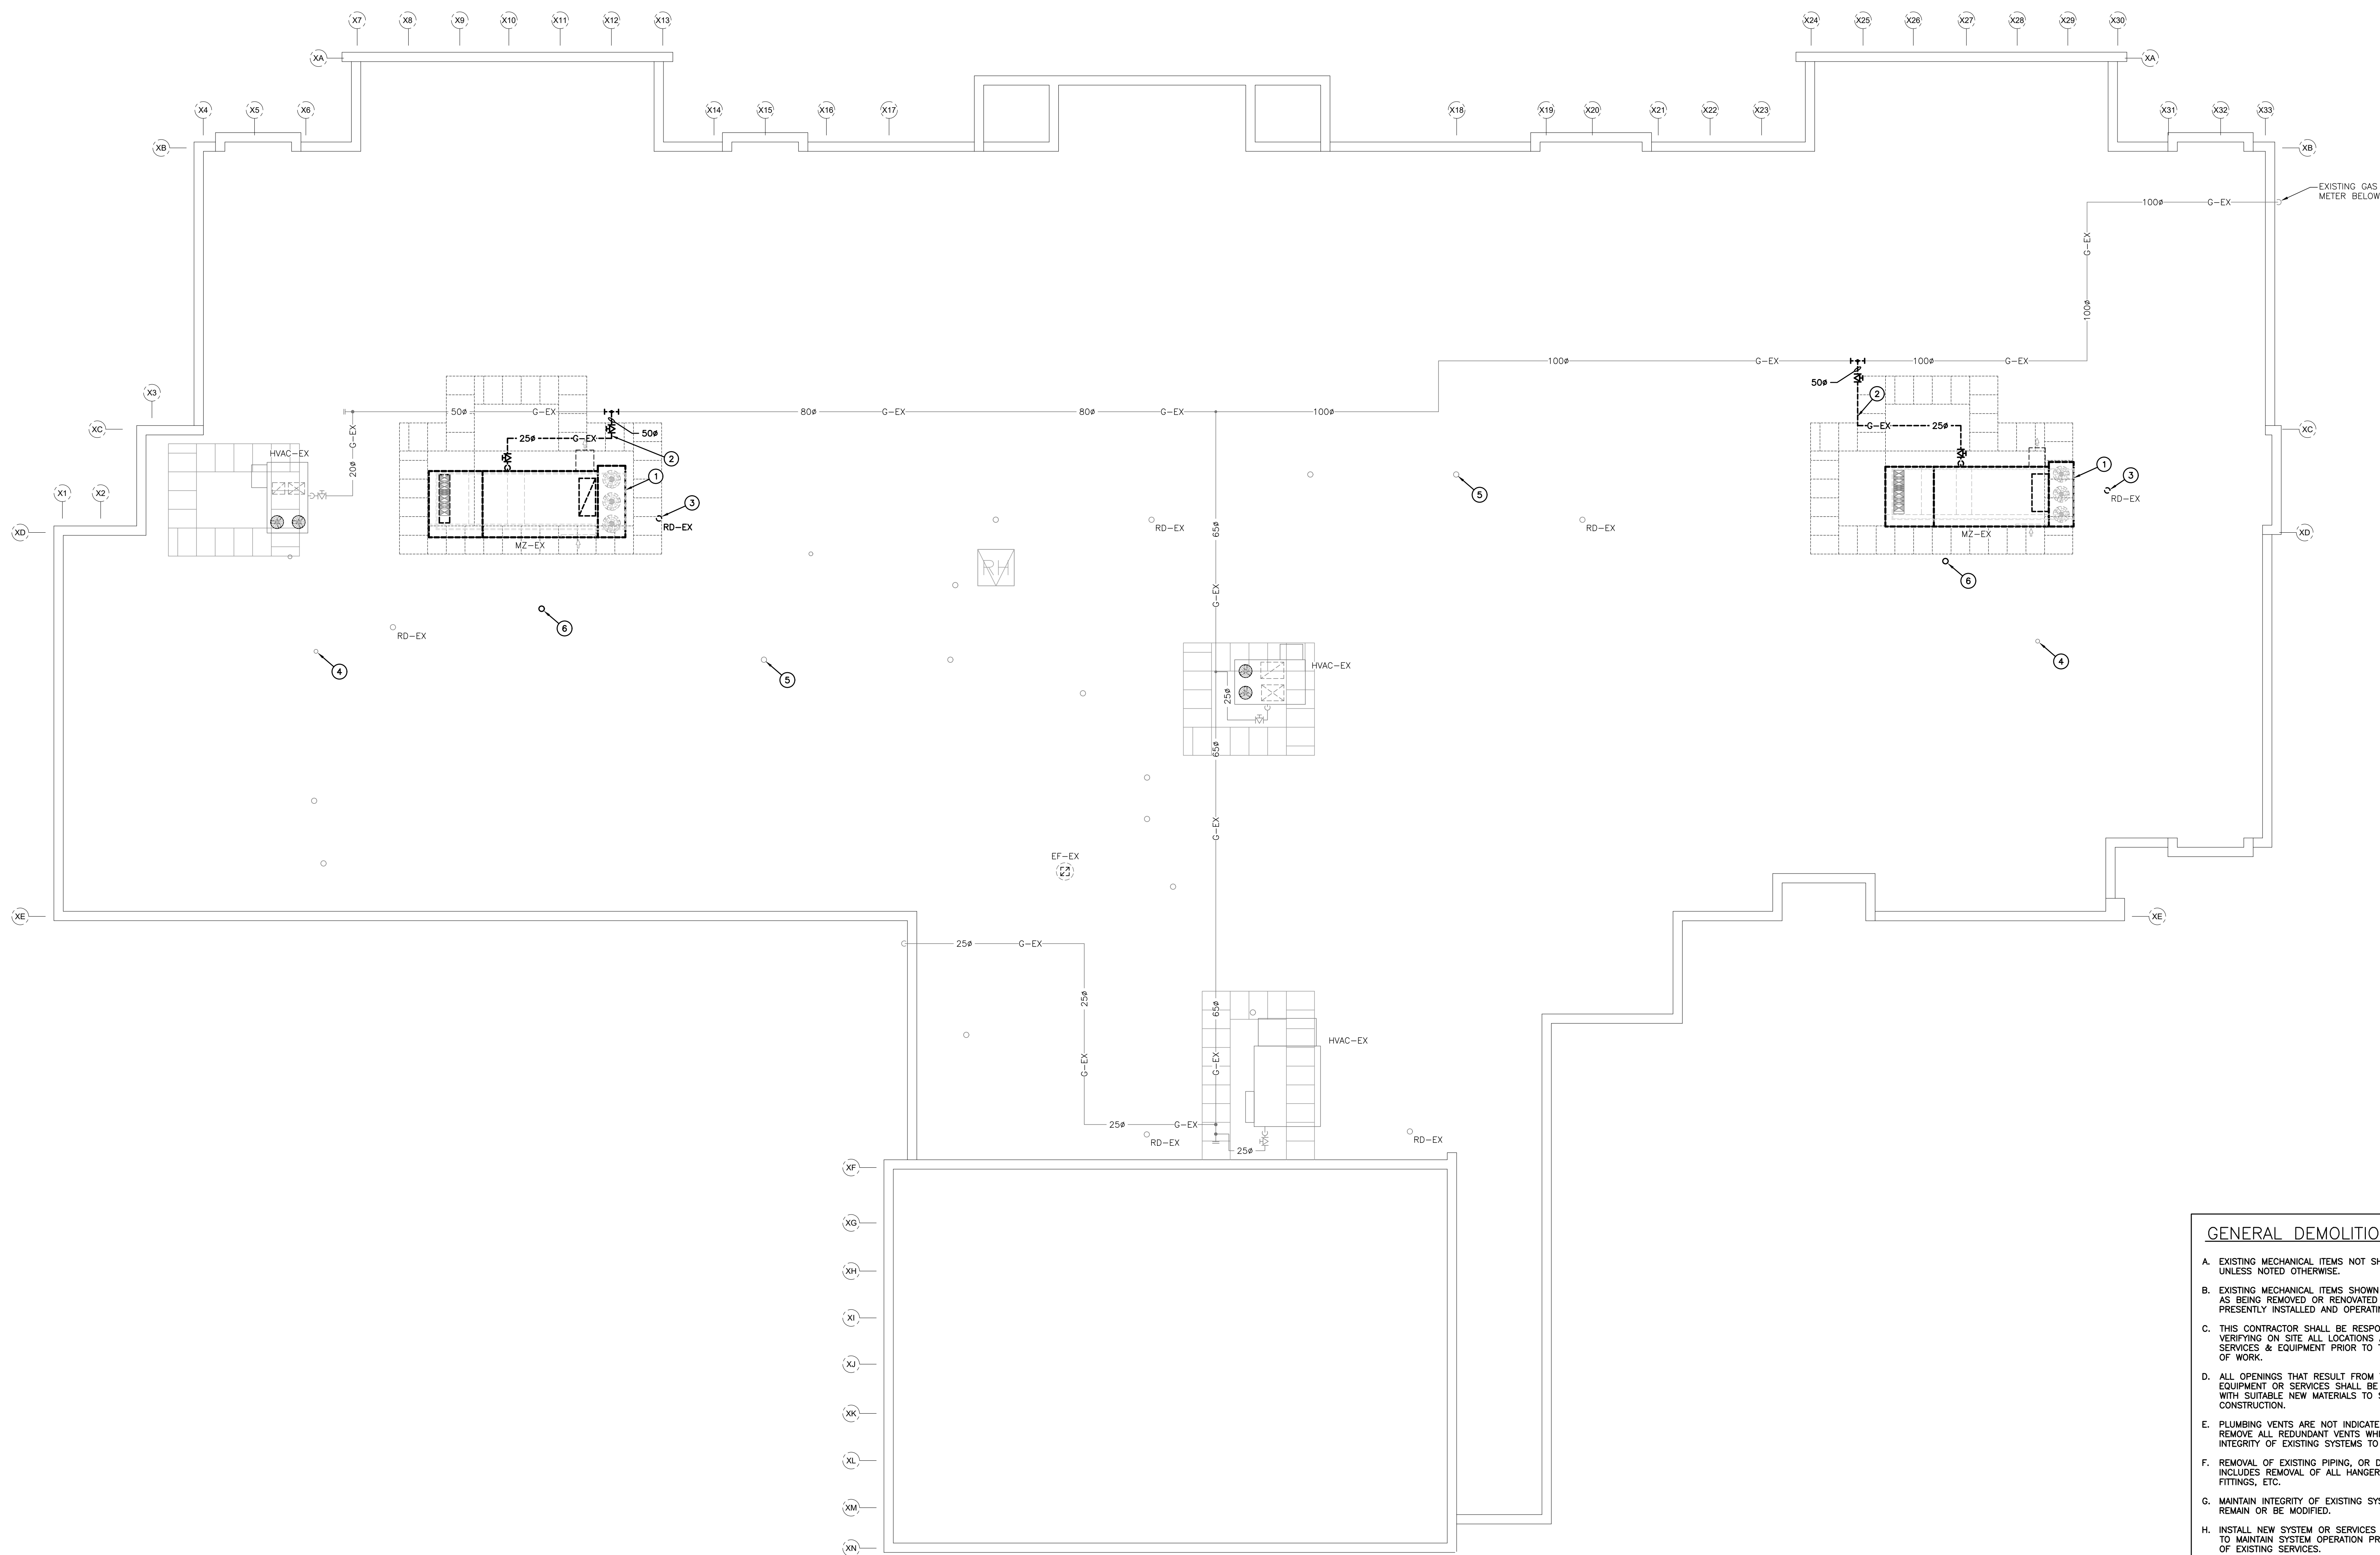 X7 X8 X9 X10 X11 X12 X13
X24 X25 X26 X27 X28 X29 X30
XA
XA
X4 X5 X6
X14 X15 X16 X17
X18 X19 X20 X21 X22 X23
X31 X32 X33
XB
XB
EXISTING GAS
METER BELOW
100ø G-EX
G-EX
100ø
100ø G-EX 100ø G-EX
50ø
2
G-EX 25ø
X3
XC
XC
50ø G-EX 80ø G-EX 80ø G-EX 100ø
G-EX
20ø
25ø G-EX
50ø
2
1
3
RD-EX
MZ-EX
HVAC-EX
X1 X2
XD
XD
1
3
RD-EX
MZ-EX
5
RD-EX
RD-EX
65ø
G-EX
RH
6
6
RD-EX
4
5
4
HVAC-EX
25ø
65ø
G-EX
EF-EX
XE
XE
25ø G-EX
25ø
G-EX
65ø
G-EX
HVAC-EX
25ø G-EX
RD-EX
25ø
RD-EX
XF
XG
XH
XI
XJ
XK
XL
XM
XN
GENERAL DEMOLITIO
A. EXISTING MECHANICAL ITEMS NOT SH
UNLESS NOTED OTHERWISE.
B. EXISTING MECHANICAL ITEMS SHOWN
AS BEING REMOVED OR RENOVATED
PRESENTLY INSTALLED AND OPERATIN
C. THIS CONTRACTOR SHALL BE RESPO
VERIFYING ON SITE ALL LOCATIONS
SERVICES & EQUIPMENT PRIOR TO
OF WORK.
D. ALL OPENINGS THAT RESULT FROM
EQUIPMENT OR SERVICES SHALL BE
WITH SUITABLE NEW MATERIALS TO
CONSTRUCTION.
E. PLUMBING VENTS ARE NOT INDICATE
REMOVE ALL REDUNDANT VENTS WHI
INTEGRITY OF EXISTING SYSTEMS TO
F. REMOVAL OF EXISTING PIPING, OR D
INCLUDES REMOVAL OF ALL HANGER
FITTINGS, ETC.
G. MAINTAIN INTEGRITY OF EXISTING SYS
REMAIN OR BE MODIFIED.
H. INSTALL NEW SYSTEM OR SERVICES
TO MAINTAIN SYSTEM OPERATION PR
OF EXISTING SERVICES.